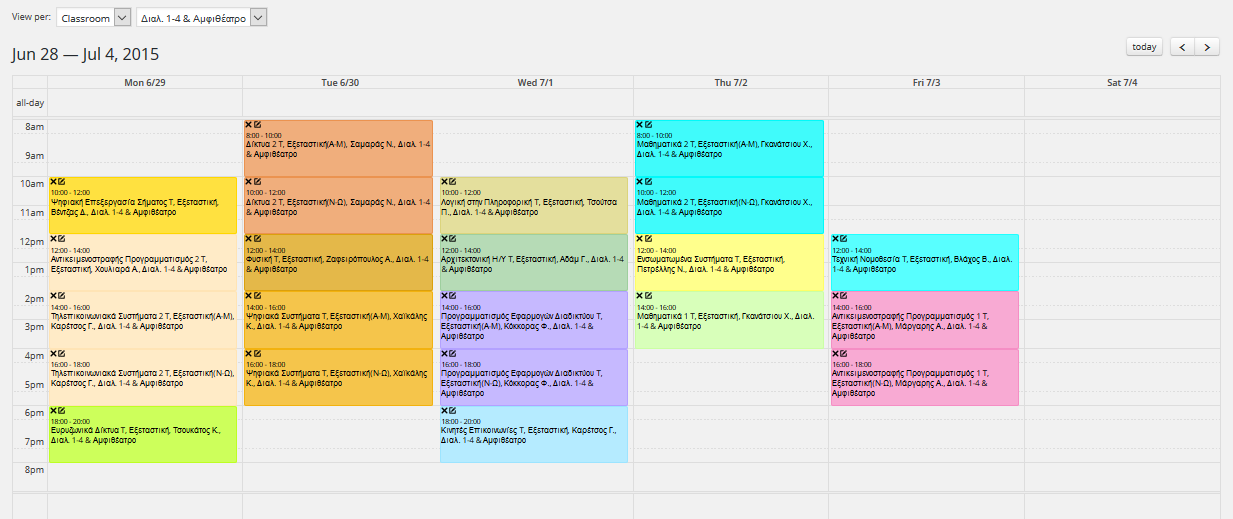 View per: Classroom Διαλ. 1-4 & Αμφιθέατρο
Jun 28 — Jul 4, 2015
today
Mon 6/29 Tue 6/30 Wed 7/1 Thu 7/2 Fri 7/3 Sat 7/4
all-day
8am
9am
10am
11am
12pm
1pm
2pm
3pm
4pm
5pm
6pm
7pm
8pm
10:00 - 12:00
Ψηφιακή Επεξεργασία Σήματος Τ, Εξεταστική,
Βέντζας Δ., Διαλ. 1-4 & Αμφιθέατρο
12:00 - 14:00
Αντικειμενοστραφής Προγραμματισμός 2 Τ,
Εξεταστική, Χουλιαρά Α., Διαλ. 1-4 & Αμφιθέατρο
14:00 - 16:00
Τηλεπικοινωνιακά Συστήματα 2 Τ, Εξεταστική(Α-Μ),
Καρέτσος Γ., Διαλ. 1-4 & Αμφιθέατρο
16:00 - 18:00
Τηλεπικοινωνιακά Συστήματα 2 Τ, Εξεταστική(Ν-Ω),
Καρέτσος Γ., Διαλ. 1-4 & Αμφιθέατρο
18:00 - 20:00
Ευρυζωνικά Δίκτυα Τ, Εξεταστική, Τσουκάτος Κ.,
Διαλ. 1-4 & Αμφιθέατρο
8:00 - 10:00
Δίκτυα 2 Τ, Εξεταστική(Α-Μ), Σαμαράς Ν., Διαλ. 1-4
& Αμφιθέατρο
10:00 - 12:00
Δίκτυα 2 Τ, Εξεταστική(Ν-Ω), Σαμαράς Ν., Διαλ. 1-4
& Αμφιθέατρο
12:00 - 14:00
Φυσική Τ, Εξεταστική, Ζαφειρόπουλος Α., Διαλ. 1-4
& Αμφιθέατρο
14:00 - 16:00
Ψηφιακά Συστήματα Τ, Εξεταστική(Α-Μ), Χαϊκάλης
Κ., Διαλ. 1-4 & Αμφιθέατρο
16:00 - 18:00
Ψηφιακά Συστήματα Τ, Εξεταστική(Ν-Ω), Χαϊκάλης
Κ., Διαλ. 1-4 & Αμφιθέατρο
10:00 - 12:00
Λογική στην Πληροφορική Τ, Εξεταστική, Τσούτσα
Π., Διαλ. 1-4 & Αμφιθέατρο
12:00 - 14:00
Αρχιτεκτονική Η/Υ Τ, Εξεταστική, Αδάμ Γ., Διαλ. 1-4
& Αμφιθέατρο
14:00 - 16:00
Προγραμματισμός Εφαρμογών Διαδικτύου Τ,
Εξεταστική(Α-Μ), Κόκκορας Φ., Διαλ. 1-4 &
Αμφιθέατρο
16:00 - 18:00
Προγραμματισμός Εφαρμογών Διαδικτύου Τ,
Εξεταστική(Ν-Ω), Κόκκορας Φ., Διαλ. 1-4 &
Αμφιθέατρο
18:00 - 20:00
Κινητές Επικοινωνίες Τ, Εξεταστική, Καρέτσος Γ.,
Διαλ. 1-4 & Αμφιθέατρο
8:00 - 10:00
Μαθηματικά 2 Τ, Εξεταστική(Α-Μ), Γκανάτσιου Χ.,
Διαλ. 1-4 & Αμφιθέατρο
10:00 - 12:00
Μαθηματικά 2 Τ, Εξεταστική(Ν-Ω), Γκανάτσιου Χ.,
Διαλ. 1-4 & Αμφιθέατρο
12:00 - 14:00
Ενσωματωμένα Συστήματα Τ, Εξεταστική,
Πετρέλλης Ν., Διαλ. 1-4 & Αμφιθέατρο
14:00 - 16:00
Μαθηματικά 1 Τ, Εξεταστική, Γκανάτσιου Χ., Διαλ.
1-4 & Αμφιθέατρο
12:00 - 14:00
Τεχνική Νομοθεσία Τ, Εξεταστική, Βλάχος Β., Διαλ.
1-4 & Αμφιθέατρο
14:00 - 16:00
Αντικειμενοστραφής Προγραμματισμός 1 Τ,
Εξεταστική(Α-Μ), Μάργαρης Α., Διαλ. 1-4 &
Αμφιθέατρο
16:00 - 18:00
Αντικειμενοστραφής Προγραμματισμός 1 Τ,
Εξεταστική(Ν-Ω), Μάργαρης Α., Διαλ. 1-4 &
Αμφιθέατρο